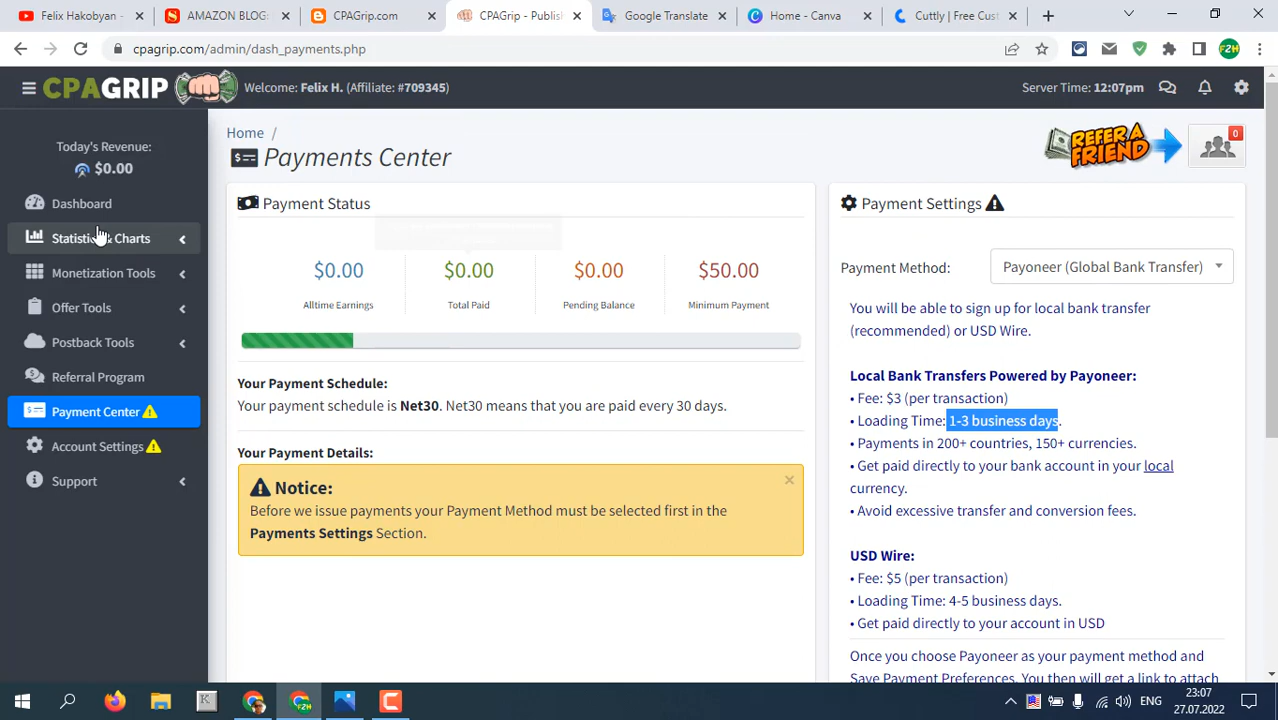 Felix Hakobyan -
AMAZON BLOG:
CPAGrip.com
CPAGrip - Publish
Google Translate
Home - Canva
Cuttly | Free Cust
cpagrip.com/admin/dash_payments.php
F2H
CPAGRIP
Welcome: Felix H. (Affiliate: #709345)
Server Time: 12:07pm
Today's Revenue:
$0.00
Dashboard
Statistics & Charts
Monetization Tools
Offer Tools
Postback Tools
Referral Program
Payment Center
Account Settings
Support
Home /
Payments Center
REFER A
FRIEND
0
Payment Status
$0.00
$0.00
$0.00
$50.00
Alltime Earnings
Total Paid
Pending Balance
Minimum Payment
Your Payment Schedule:
Your payment schedule is Net30. Net30 means that you are paid every 30 days.
Your Payment Details:
Notice:
Before we issue payments your Payment Method must be selected first in the
Payments Settings Section.
Payment Settings
Payment Method:
Payoneer (Global Bank Transfer)
You will be able to sign up for local bank transfer
(recommended) or USD Wire.
Local Bank Transfers Powered by Payoneer:
• Fee: $3 (per transaction)
• Loading Time: 1-3 business days.
• Payments in 200+ countries, 150+ currencies.
• Get paid directly to your bank account in your local
currency.
• Avoid excessive transfer and conversion fees.
USD Wire:
• Fee: $5 (per transaction)
• Loading Time: 4-5 business days.
• Get paid directly to your account in USD
Once you choose Payoneer as your payment method and
Save Payment Preferences. You then will get a link to attach
F2H
ENG
23:07
27.07.2022